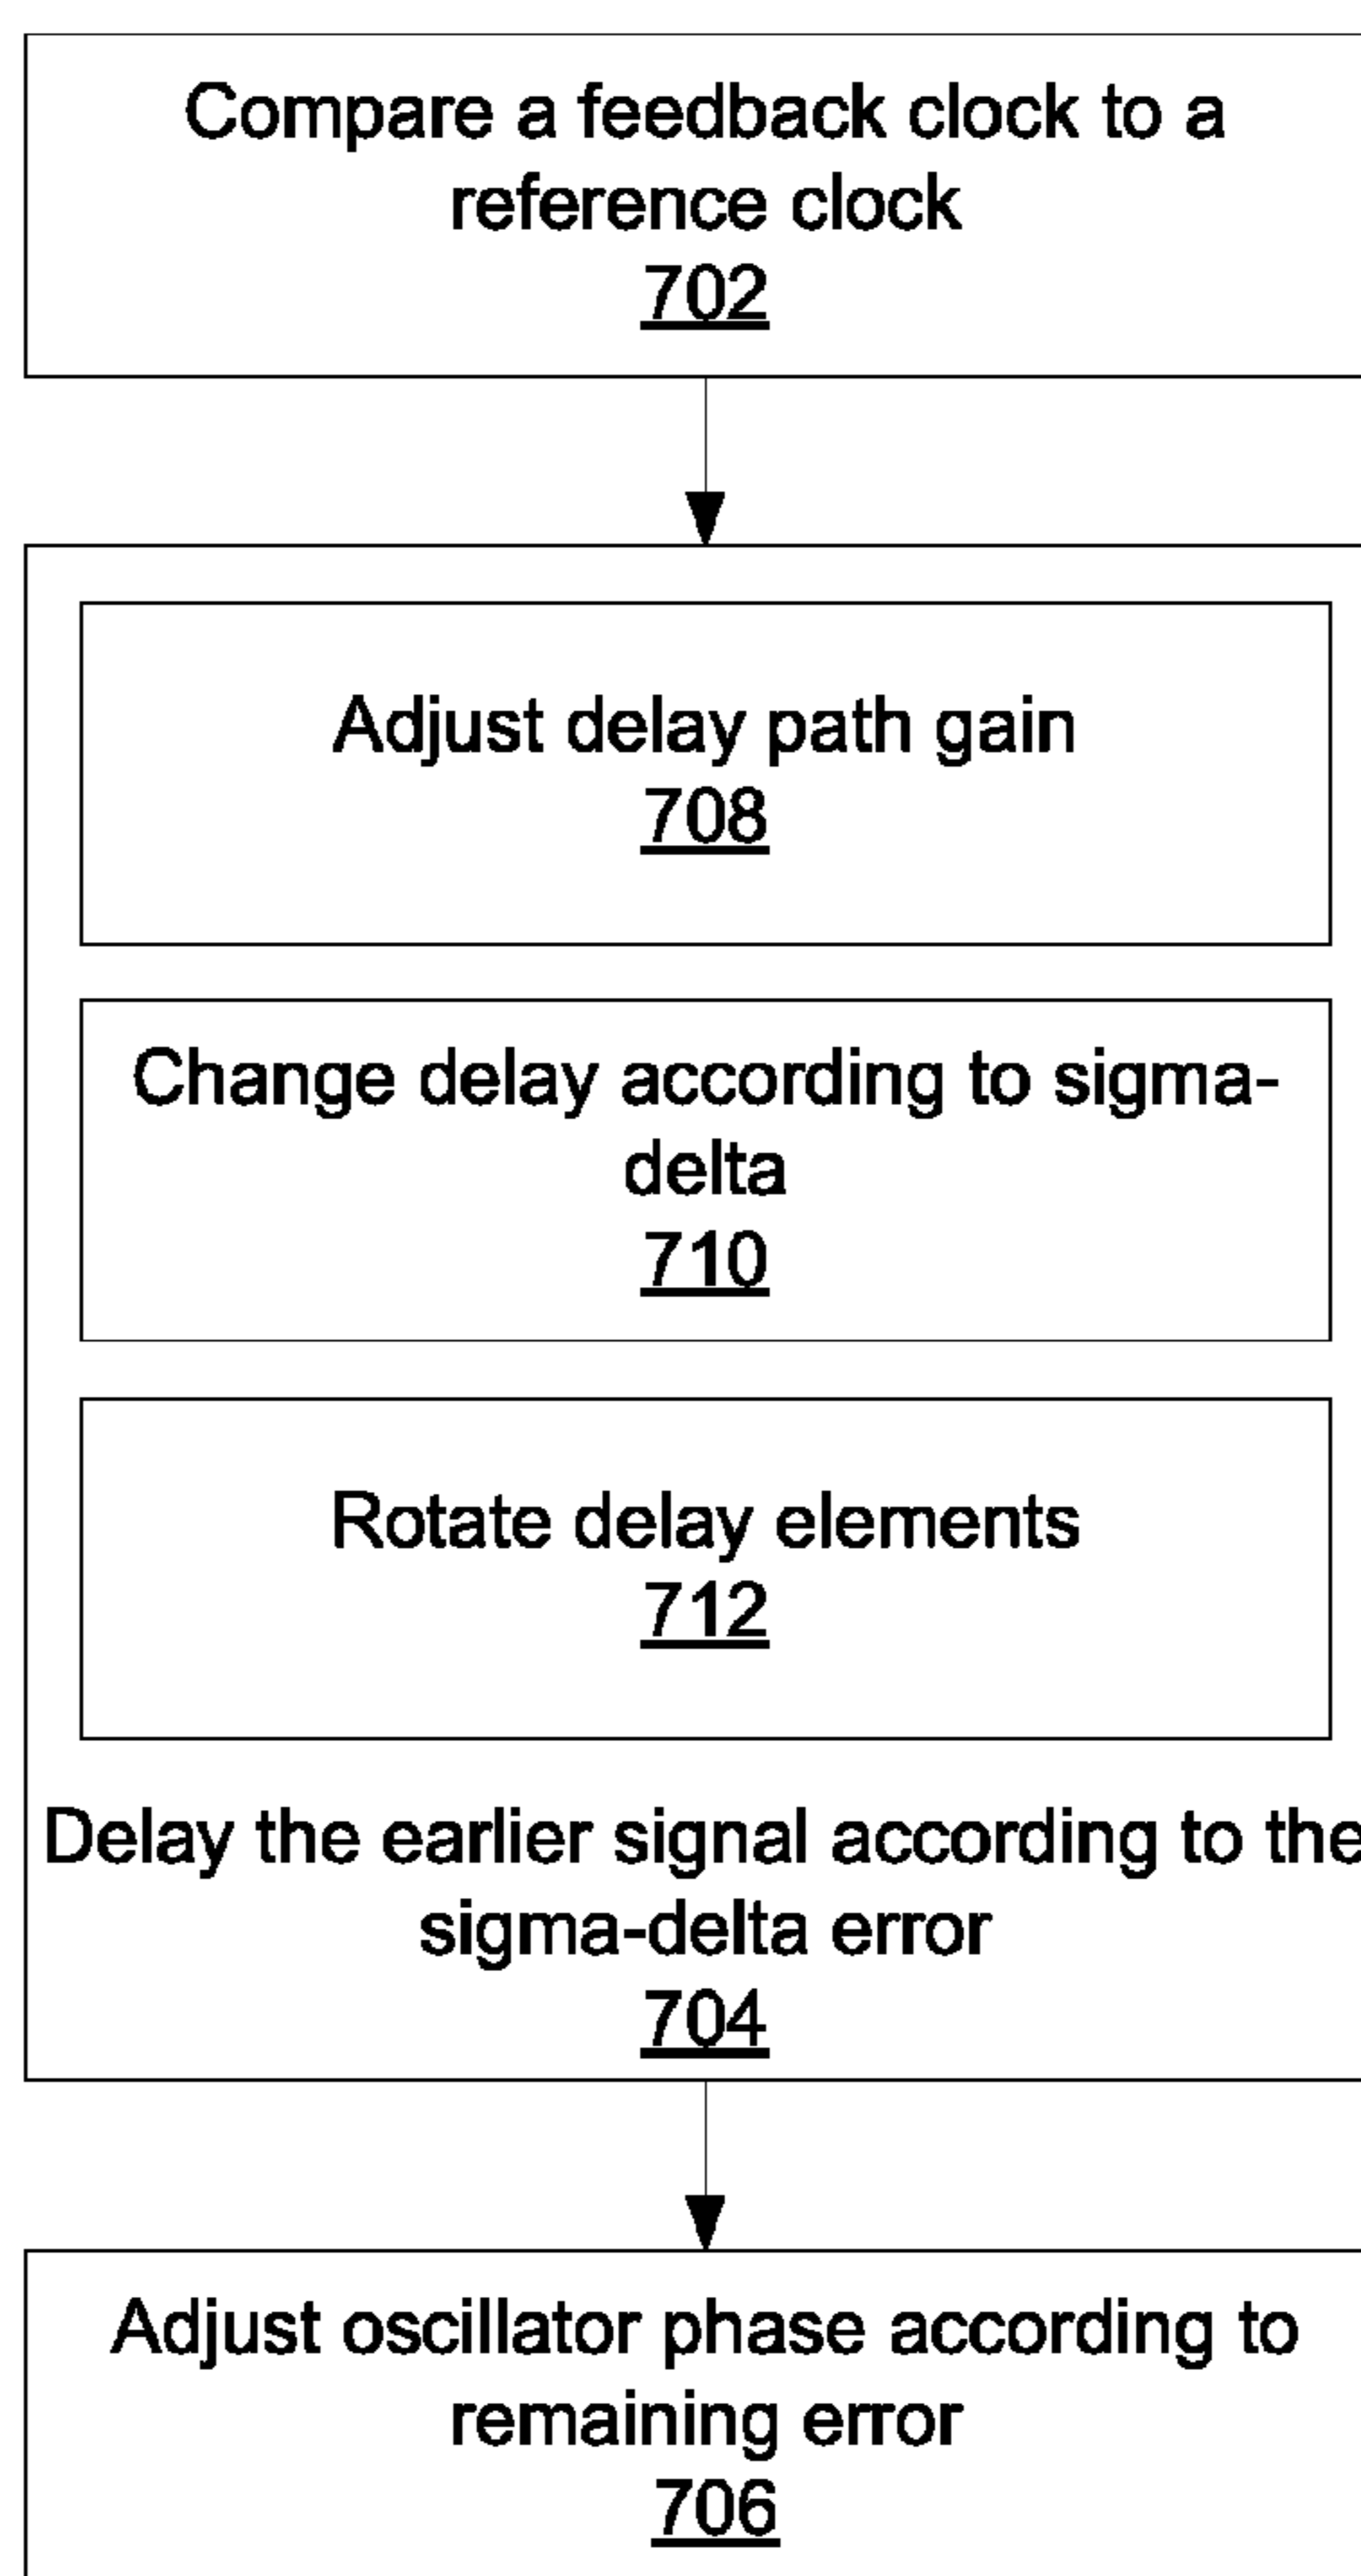 Compare a feedback clock to a
reference clock
702
Adjust delay path gain
708
Change delay according to sigma-
delta
710
Rotate delay elements
712
Delay the earlier signal according to the
sigma-delta error
704
Adjust oscillator phase according to
remaining error
706